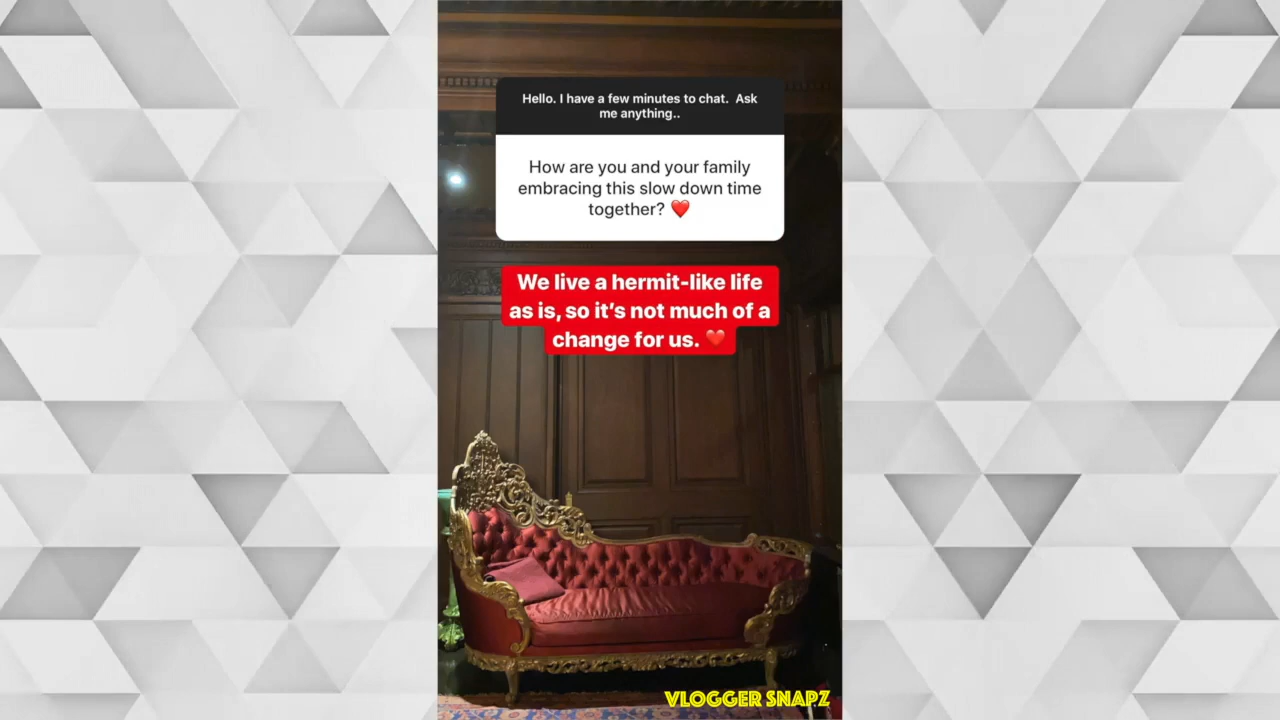 Hello. I have a few minutes to chat.  Ask
me anything..
How are you and your family
embracing this slow down time
together? ❤️
We live a hermit-like life
as is, so it’s not much of a
change for us. ❤️
VLOGGER SNAPZ